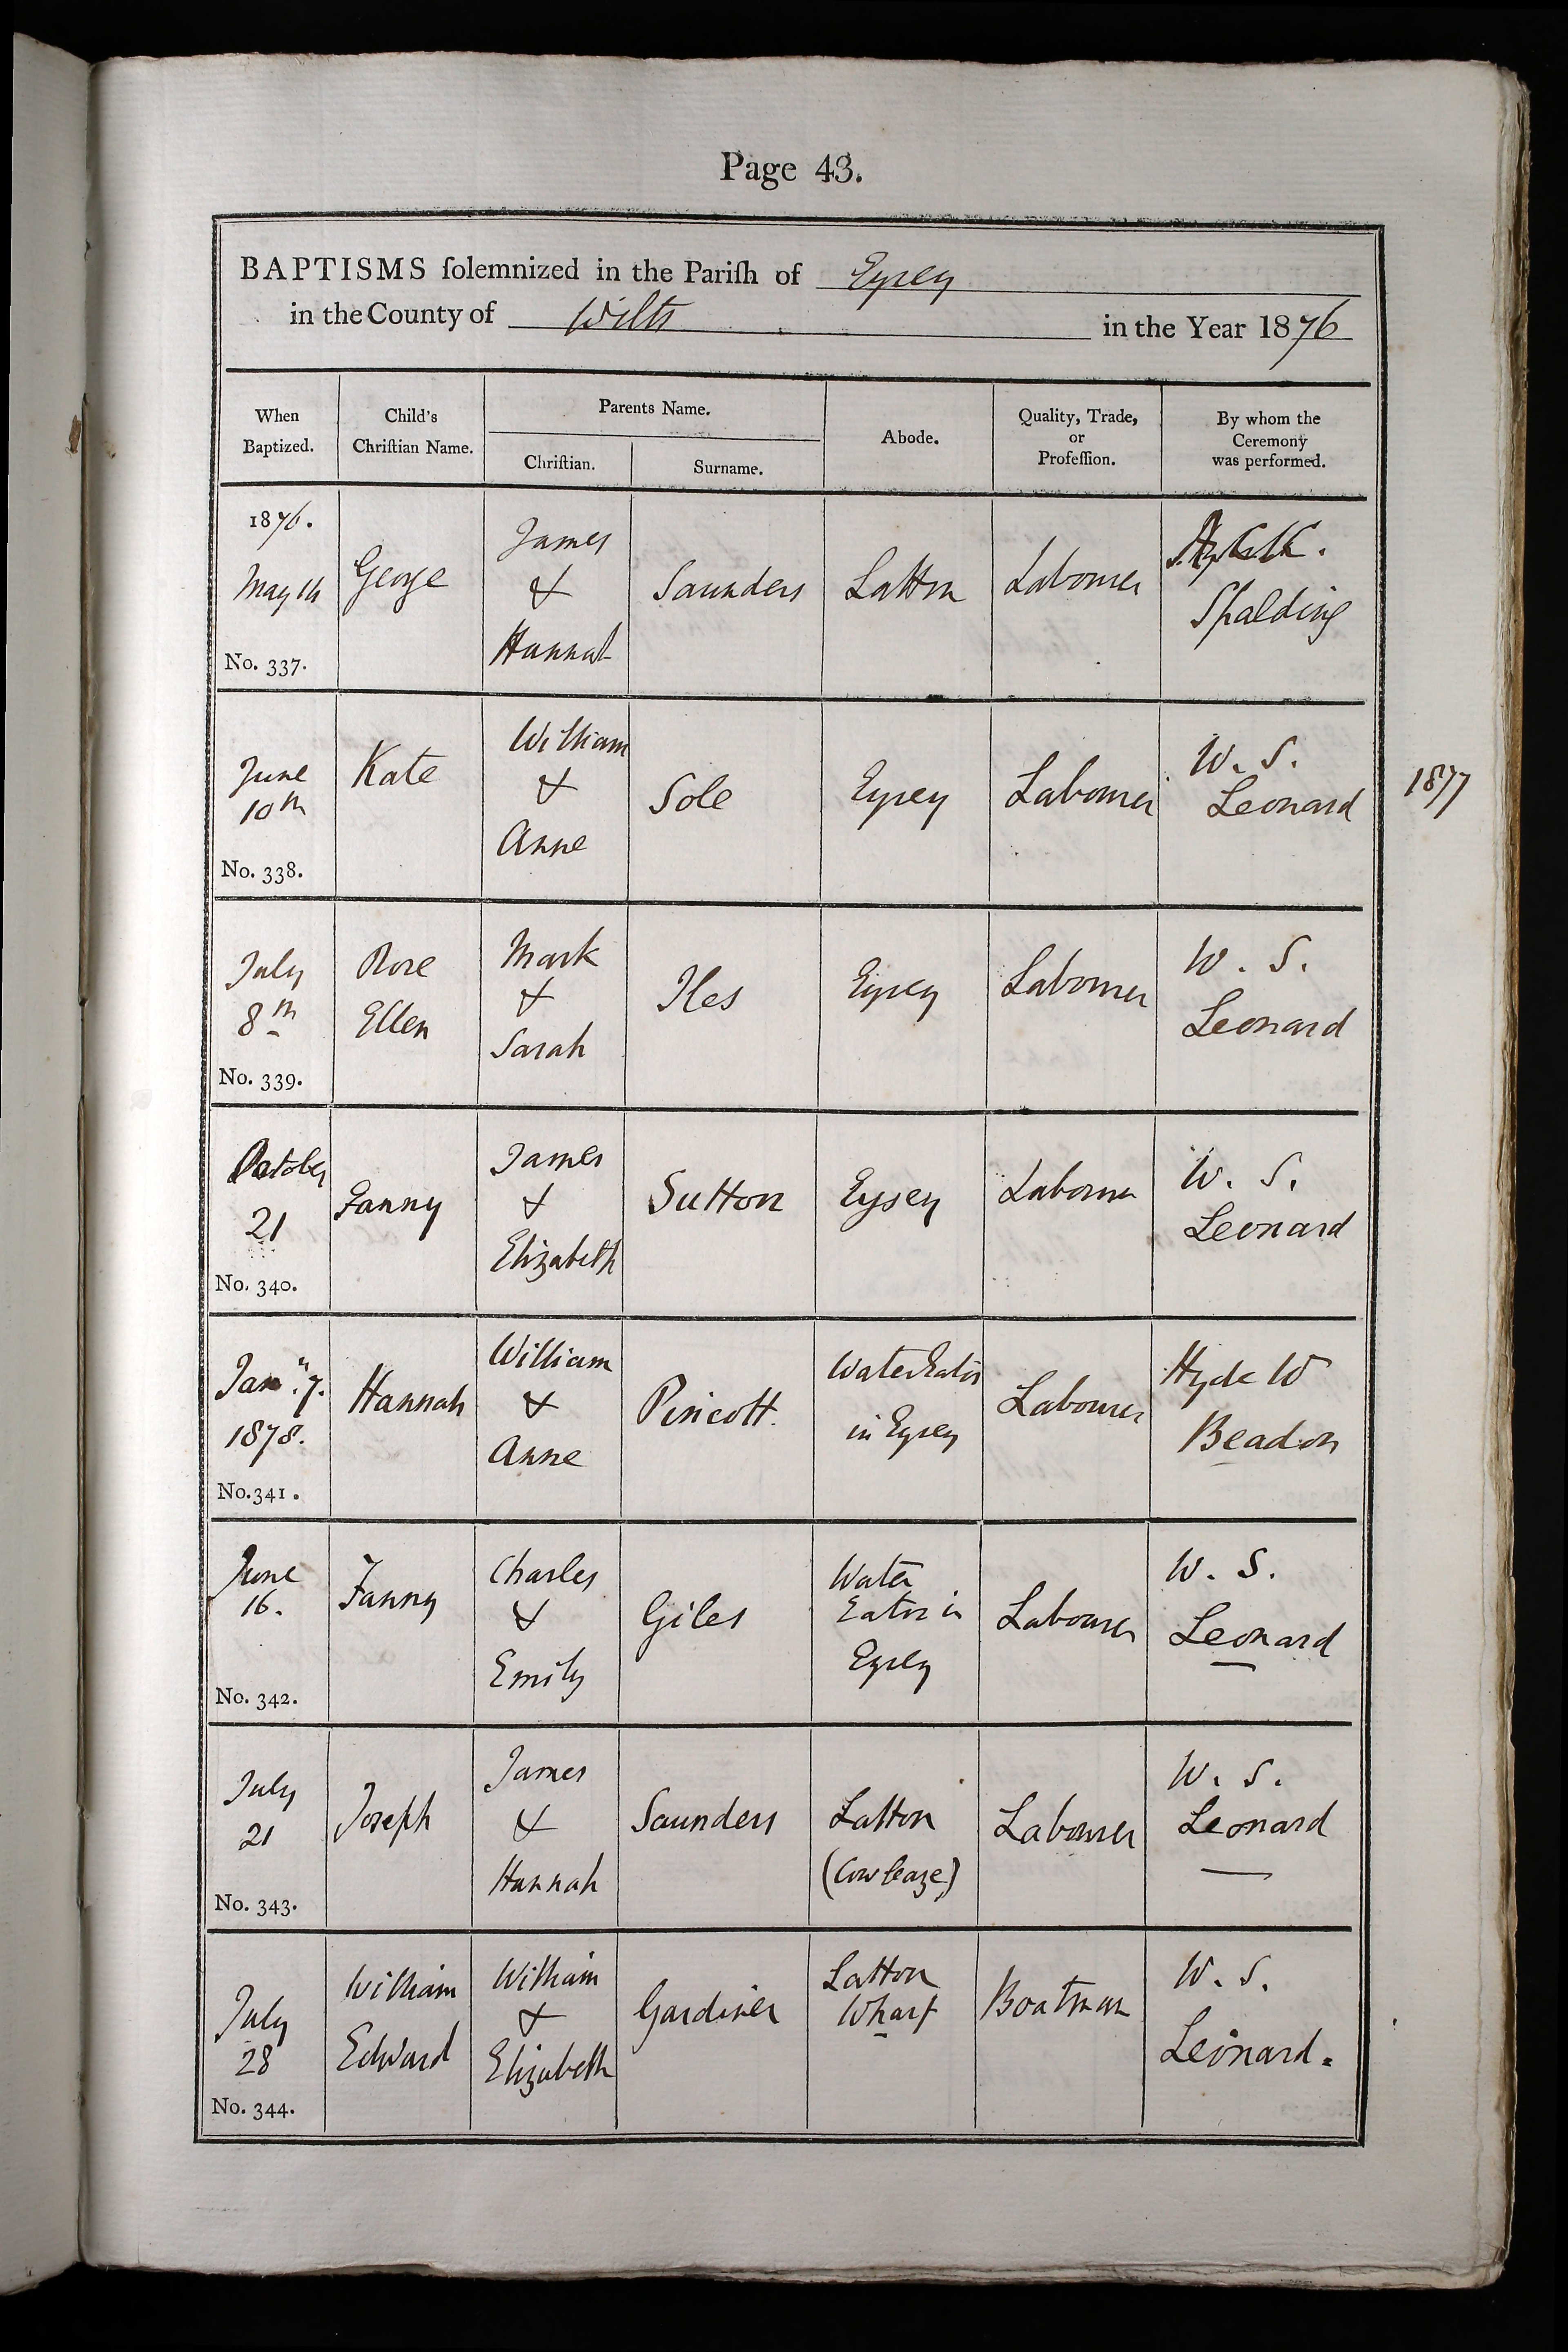 Page 43.
BAPTISMS ſolemnized in the Pariſh of Eysey
in the County of Wilts in the Year 1876
When Baptized.
Child's Chriſtian Name.
Parents Name.
Chriſtian.
Surname.
Abode.
Quality, Trade, or Profeſſion.
By whom the Ceremony was performed.
1876.
May 14
No. 337.
George
James
&
Hannah
Saunders
Latton
Labourer
Spalding
June
10th
No. 338.
Kate
William
&
Anne
Sole
Eysey
Labourer
W. S.
Leonard
1877
July
8th
No. 339.
Rose
Ellen
Mark
&
Sarah
Iles
Eysey
Labourer
W. S.
Leonard
October
21
No. 340.
Fanny
James
&
Elizabeth
Sutton
Eysey
Labourer
W. S.
Leonard
Jany. 7.
1878.
No. 341.
Hannah
William
&
Anne
Pinicott.
Water Eaton
in Eysey
Labourer
Hyde W
Beadon
June
16.
No. 342.
Fanny
Charles
&
Emily
Giles
Water
Eaton in
Eysey
Labourer
W. S.
Leonard
July
21
No. 343.
Joseph
James
&
Hannah
Saunders
Latton
(Cow leaze)
Labourer
W. S.
Leonard
July
28
No. 344.
William
Edward
William
&
Elizabeth
Gardiner
Latton
Wharf
Boatman
W. S.
Leonard.